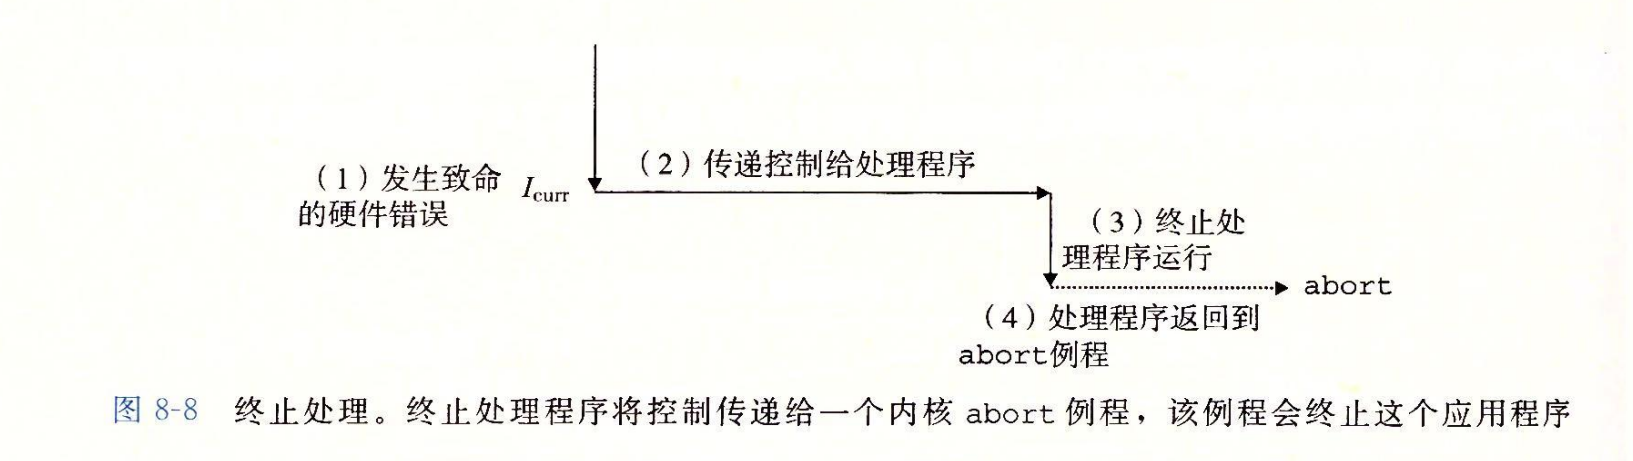 (2)传递控制给处理程序
(1)发生致命
的硬件错误
Icurr
(3)终止处
理程序运行
abort
(4)处理程序返回到
abort例程
图 8-8 终止处理。终止处理程序将控制传递给一个内核 abort 例程，该例程会终止这个应用程序